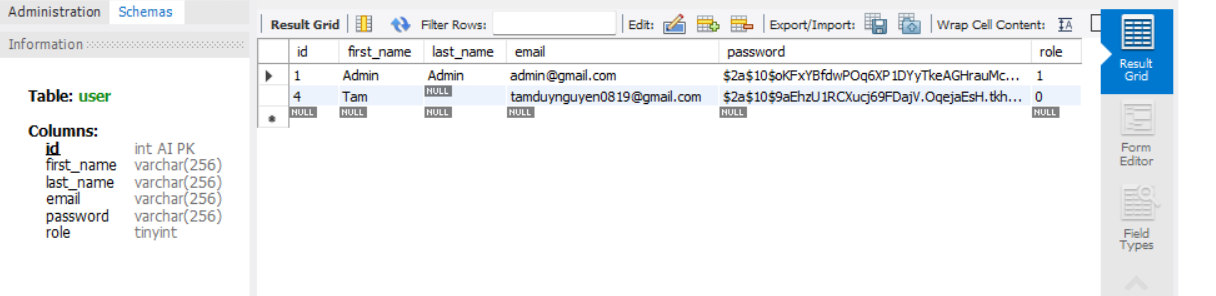 Administration Schemas
Information
Table: user
Columns:
id int AI PK
first_name varchar(256)
last_name varchar(256)
email varchar(256)
password varchar(256)
role tinyint
Result Grid Filter Rows: Edit: Export/Import: Wrap Cell Content:
id first_name last_name email password role
1 Admin Admin admin@gmail.com $2a$10$oKFxYBfdwPOq6XP1DYyTkeAGHrauMc... 1
4 Tam NULL tamduynguyen0819@gmail.com $2a$10$9aEhzU1RCXucj69FDajV.OqejaEsH.tkh... 0
NULL NULL NULL NULL NULL NULL
Result
Grid
Form
Editor
Field
Types